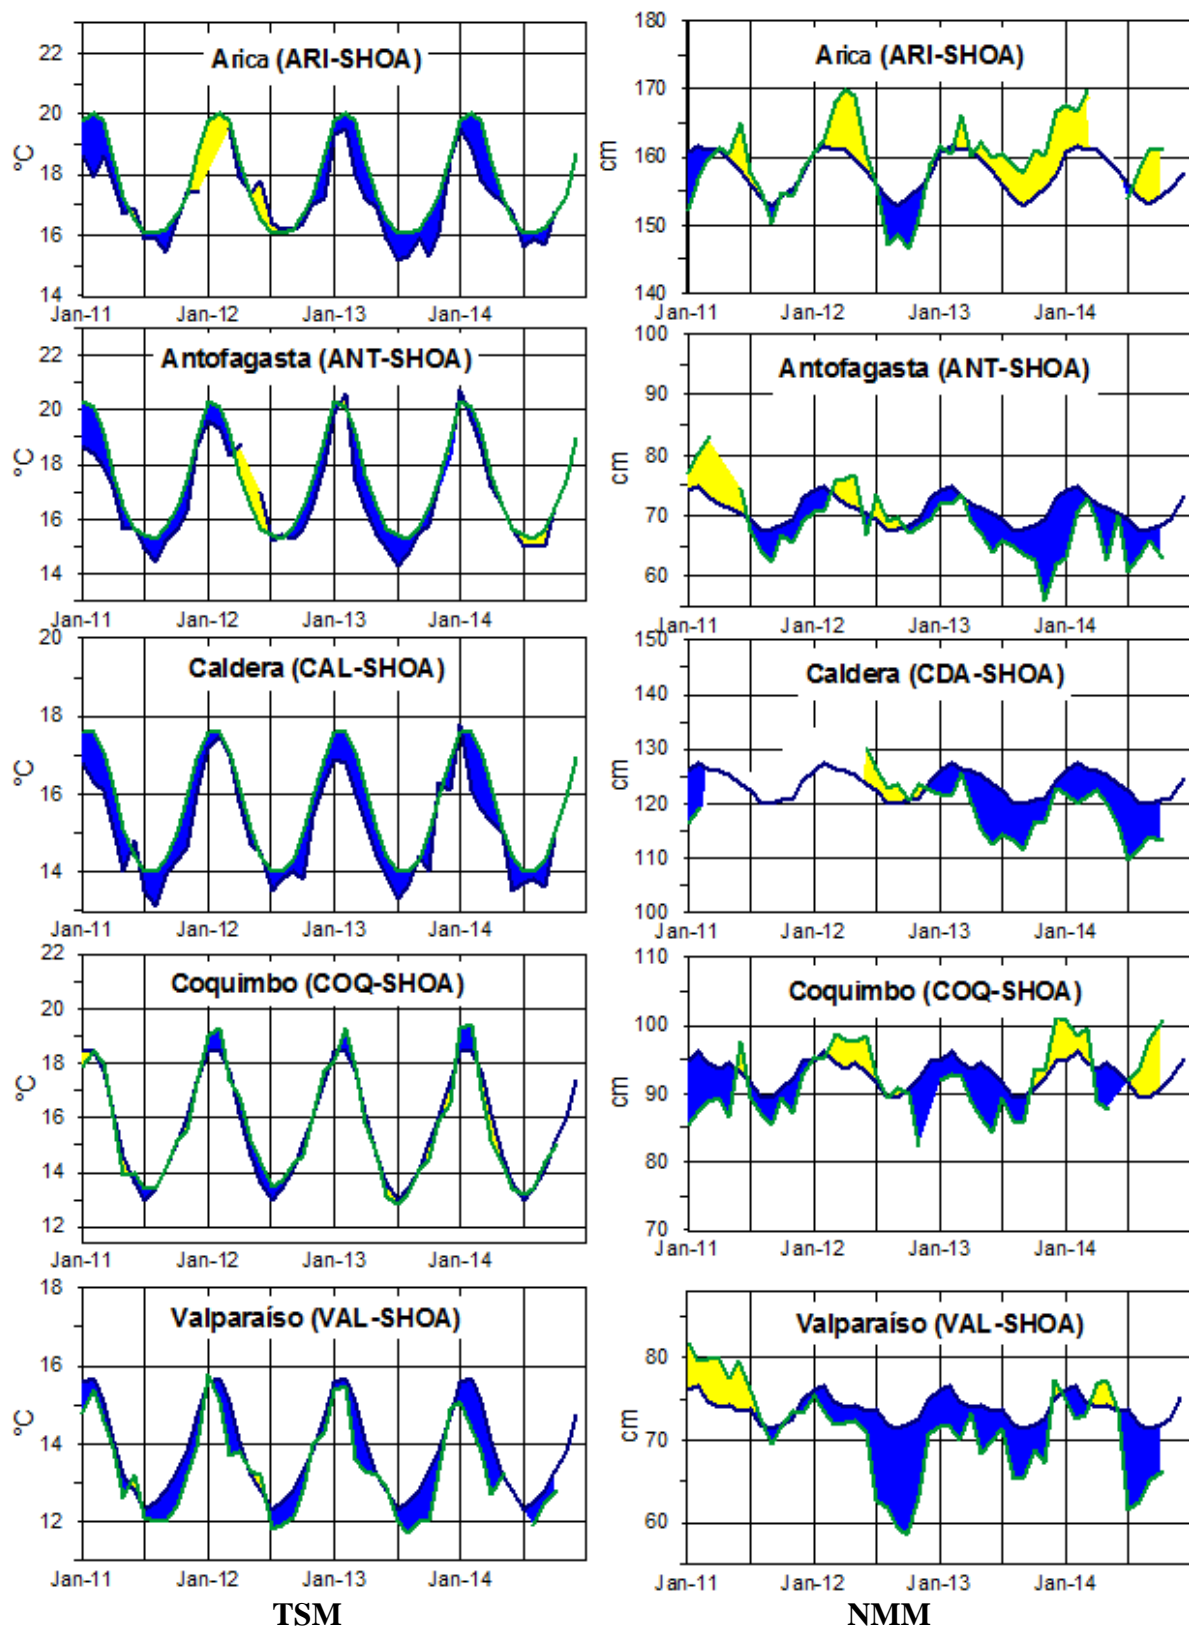 Arica (ARI-SHOA)
22
20
18
16
14
°C
Jan-11 Jan-12 Jan-13 Jan-14
Arica (ARI-SHOA)
180
170
160
150
140
cm
Jan-11 Jan-12 Jan-13 Jan-14
Antofagasta (ANT-SHOA)
22
20
18
16
14
°C
Jan-11 Jan-12 Jan-13 Jan-14
Antofagasta (ANT-SHOA)
100
90
80
70
60
cm
Jan-11 Jan-12 Jan-13 Jan-14
Caldera (CAL-SHOA)
20
18
16
14
°C
Jan-11 Jan-12 Jan-13 Jan-14
Caldera (CDA-SHOA)
150
140
130
120
110
100
cm
Jan-11 Jan-12 Jan-13 Jan-14
Coquimbo (COQ-SHOA)
22
20
18
16
14
12
°C
Jan-11 Jan-12 Jan-13 Jan-14
Coquimbo (COQ-SHOA)
110
100
90
80
70
cm
Jan-11 Jan-12 Jan-13 Jan-14
Valparaíso (VAL-SHOA)
18
16
14
12
°C
Jan-11 Jan-12 Jan-13 Jan-14
Valparaíso (VAL-SHOA)
80
70
60
cm
Jan-11 Jan-12 Jan-13 Jan-14
TSM
NMM